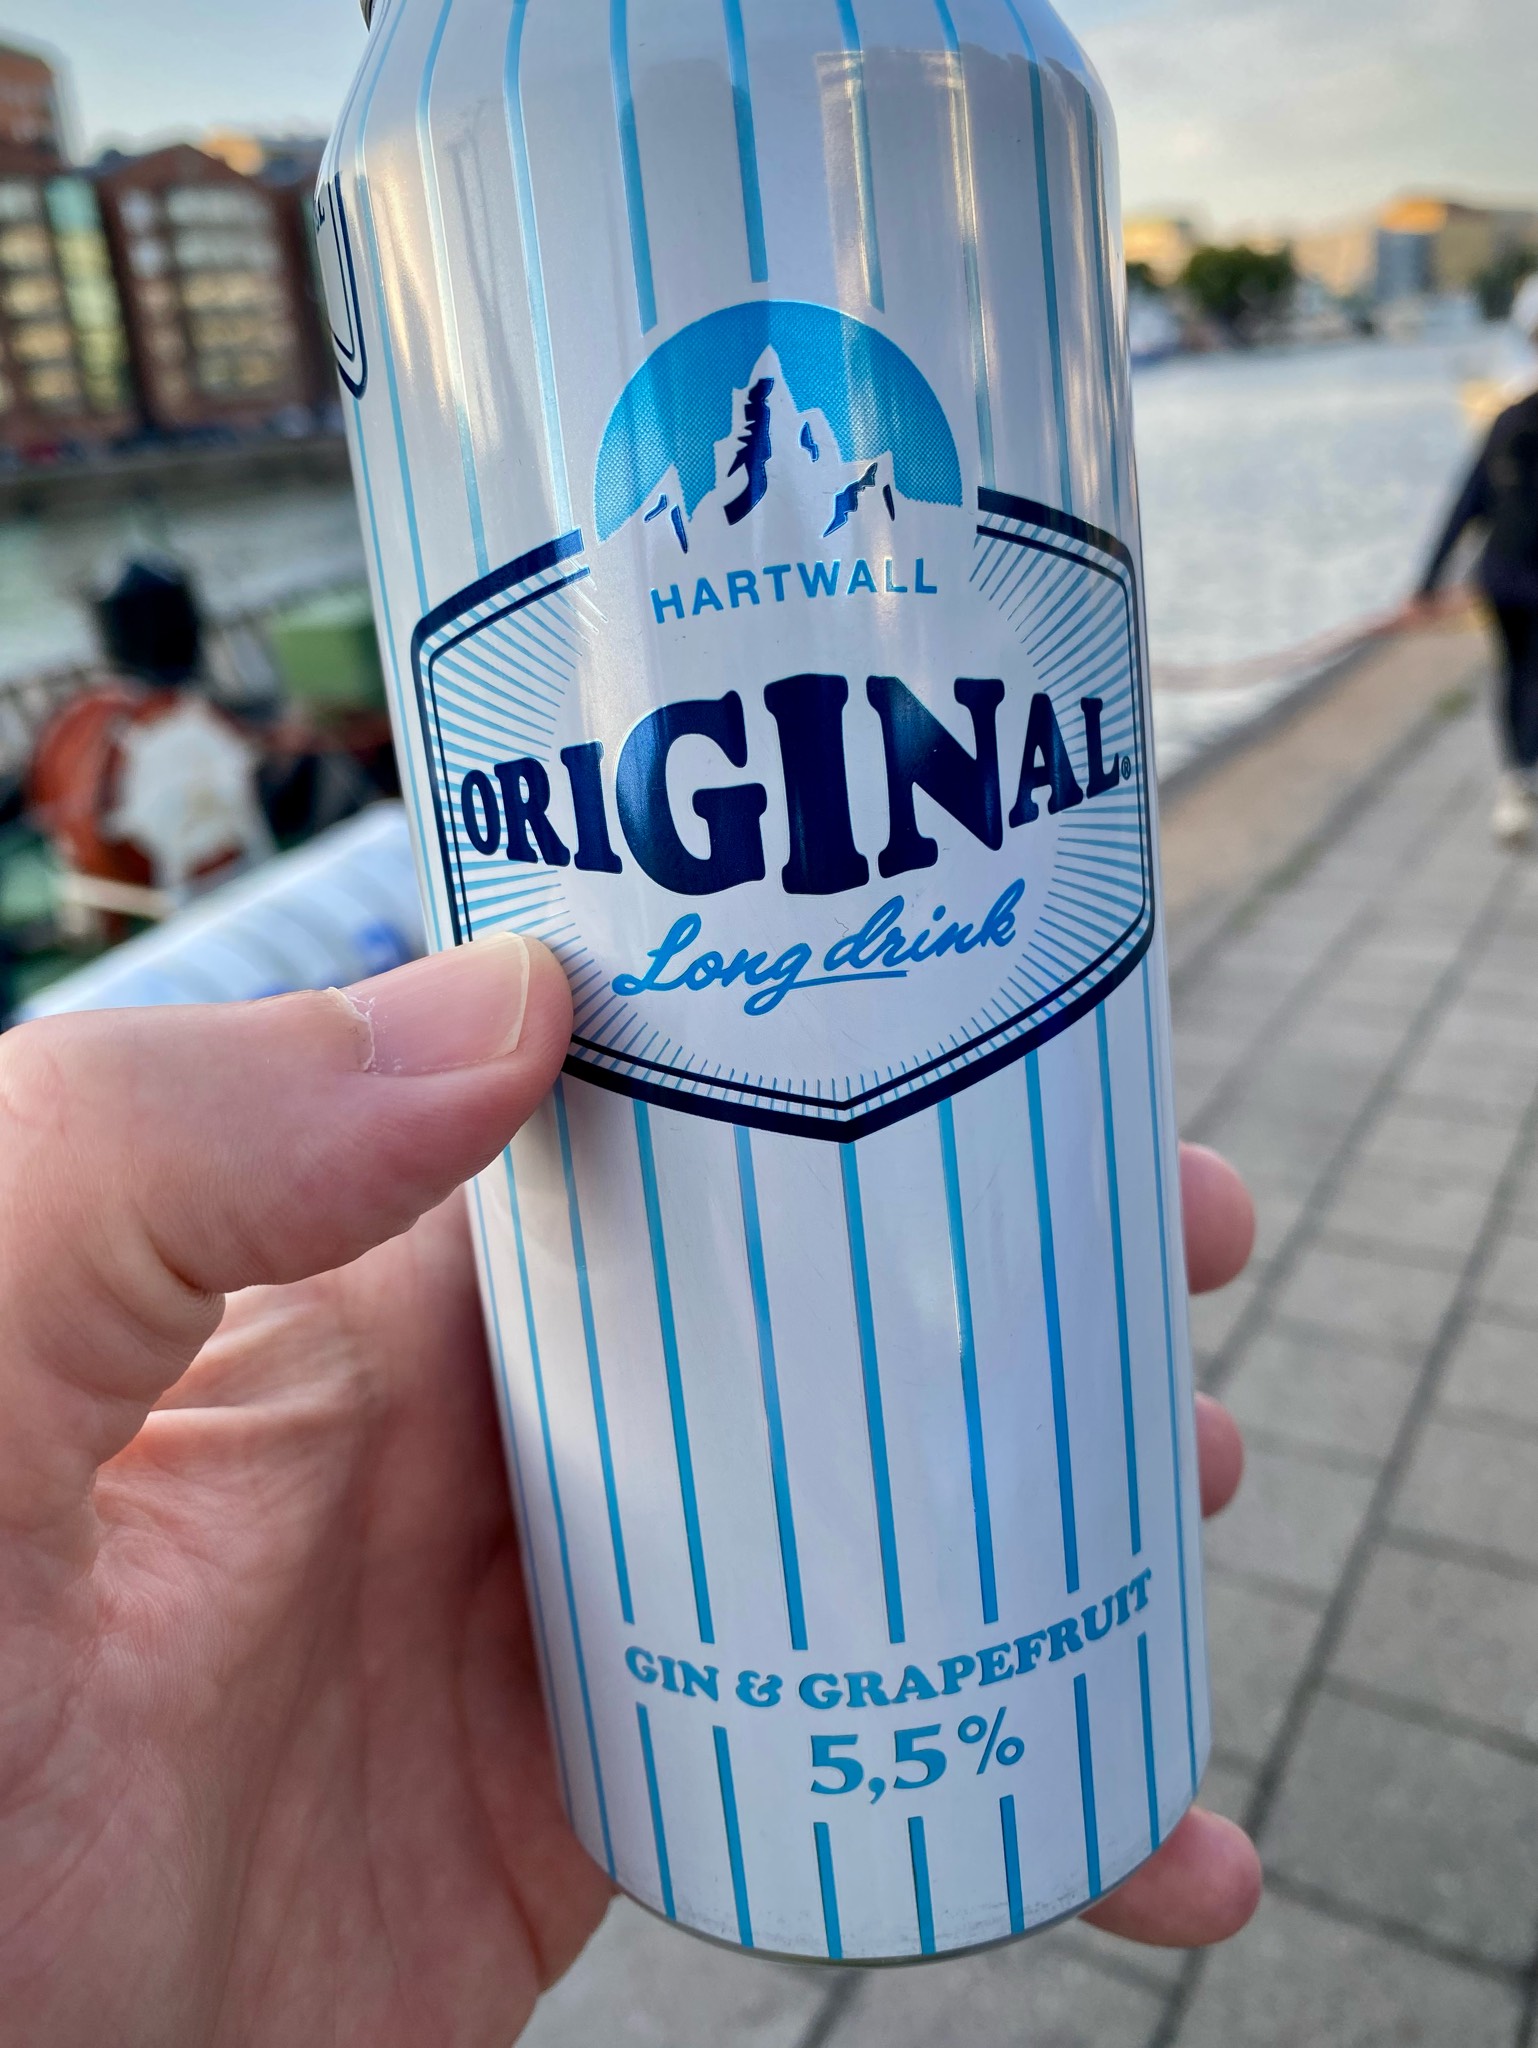 HARTWALL
ORIGINAL®
Long drink
GIN & GRAPEFRUIT
5,5%